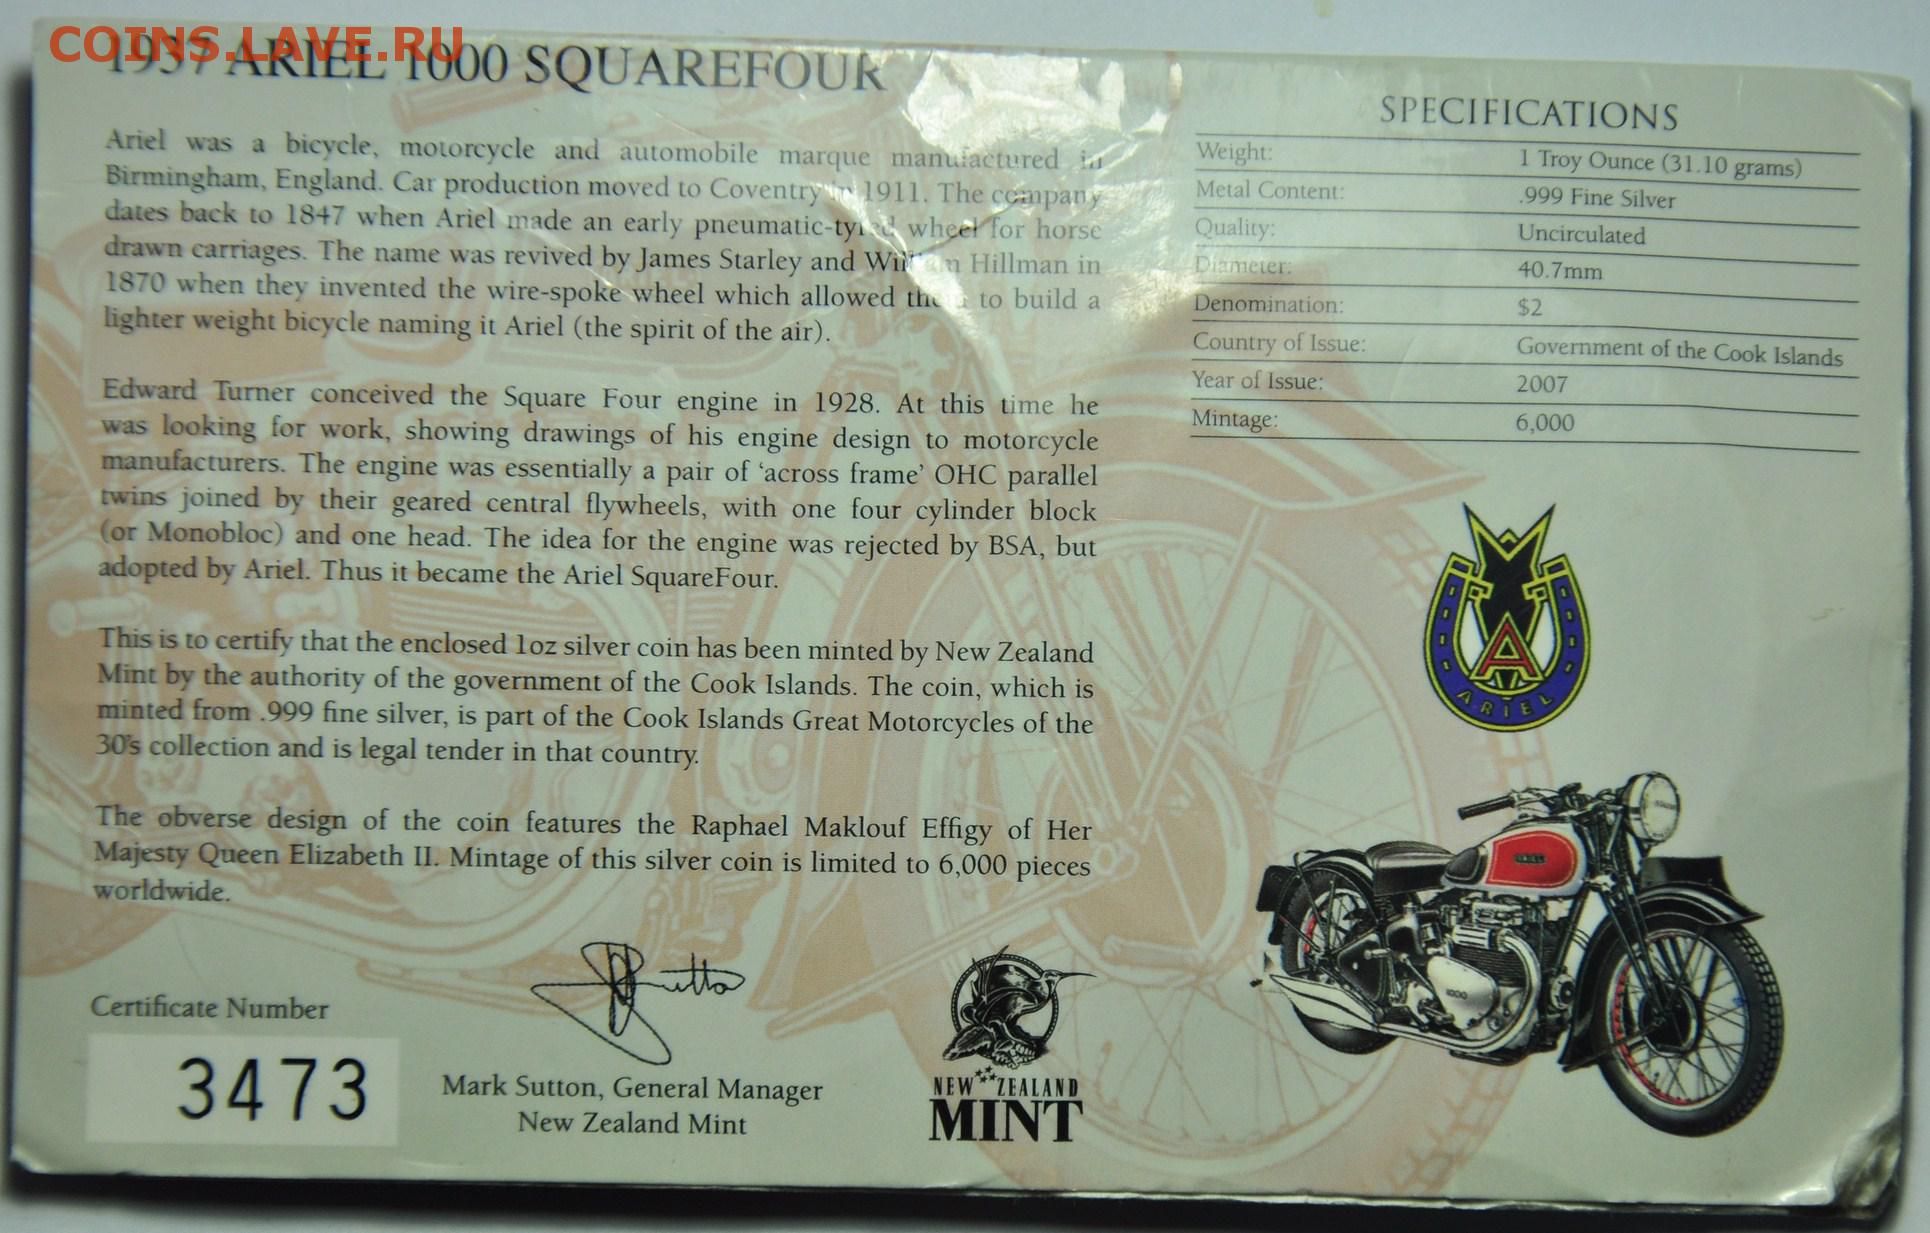 COINS.LAVE.RU
1937 ARIEL 1000 SQUAREFOUR
Ariel was a bicycle, motorcycle and automobile marque manufactured in
Birmingham, England. Car production moved to Coventry in 1911. The company
dates back to 1847 when Ariel made an early pneumatic-tyred wheel for horse
drawn carriages. The name was revived by James Starley and William Hillman in
1870 when they invented the wire-spoke wheel which allowed them to build a
lighter weight bicycle naming it Ariel (the spirit of the air).
Edward Turner conceived the Square Four engine in 1928. At this time he
was looking for work, showing drawings of his engine design to motorcycle
manufacturers. The engine was essentially a pair of ‘across frame’ OHC parallel
twins joined by their geared central flywheels, with one four cylinder block
(or Monobloc) and one head. The idea for the engine was rejected by BSA, but
adopted by Ariel. Thus it became the Ariel SquareFour.
This is to certify that the enclosed 1oz silver coin has been minted by New Zealand
Mint by the authority of the government of the Cook Islands. The coin, which is
minted from .999 fine silver, is part of the Cook Islands Great Motorcycles of the
30's collection and is legal tender in that country.
The obverse design of the coin features the Raphael Maklouf Effigy of Her
Majesty Queen Elizabeth II. Mintage of this silver coin is limited to 6,000 pieces
worldwide.
Certificate Number
3473
Mark Sutton, General Manager
New Zealand Mint
NEW ZEALAND
MINT
SPECIFICATIONS
Weight: 1 Troy Ounce (31.10 grams)
Metal Content: .999 Fine Silver
Quality: Uncirculated
Diameter: 40.7mm
Denomination: $2
Country of Issue: Government of the Cook Islands
Year of Issue: 2007
Mintage: 6,000
A
ARIEL
ARIEL
1000